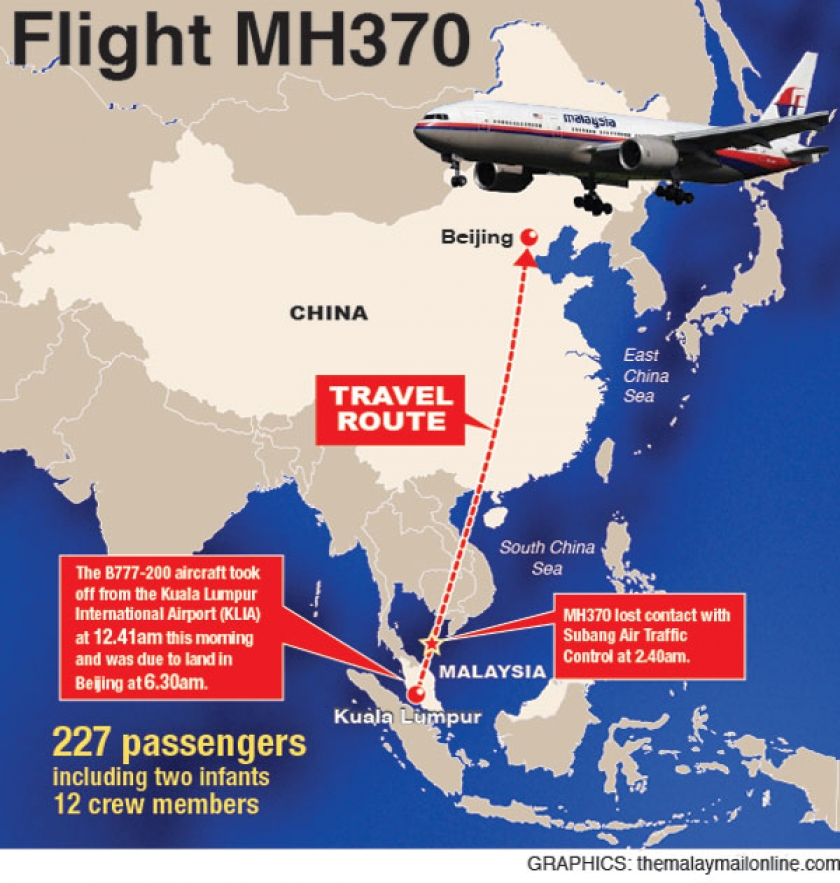 Flight MH370
malaysia
Beijing
CHINA
East
China
Sea
TRAVEL
ROUTE
South China
Sea
The B777-200 aircraft took
off from the Kuala Lumpur
International Airport (KLIA)
at 12.41am this morning
and was due to land in
Beijing at 6.30am.
MH370 lost contact with
Subang Air Traffic
Control at 2.40am.
MALAYSIA
Kuala Lumpur
227 passengers
including two infants
12 crew members
GRAPHICS: themalaymailonline.com